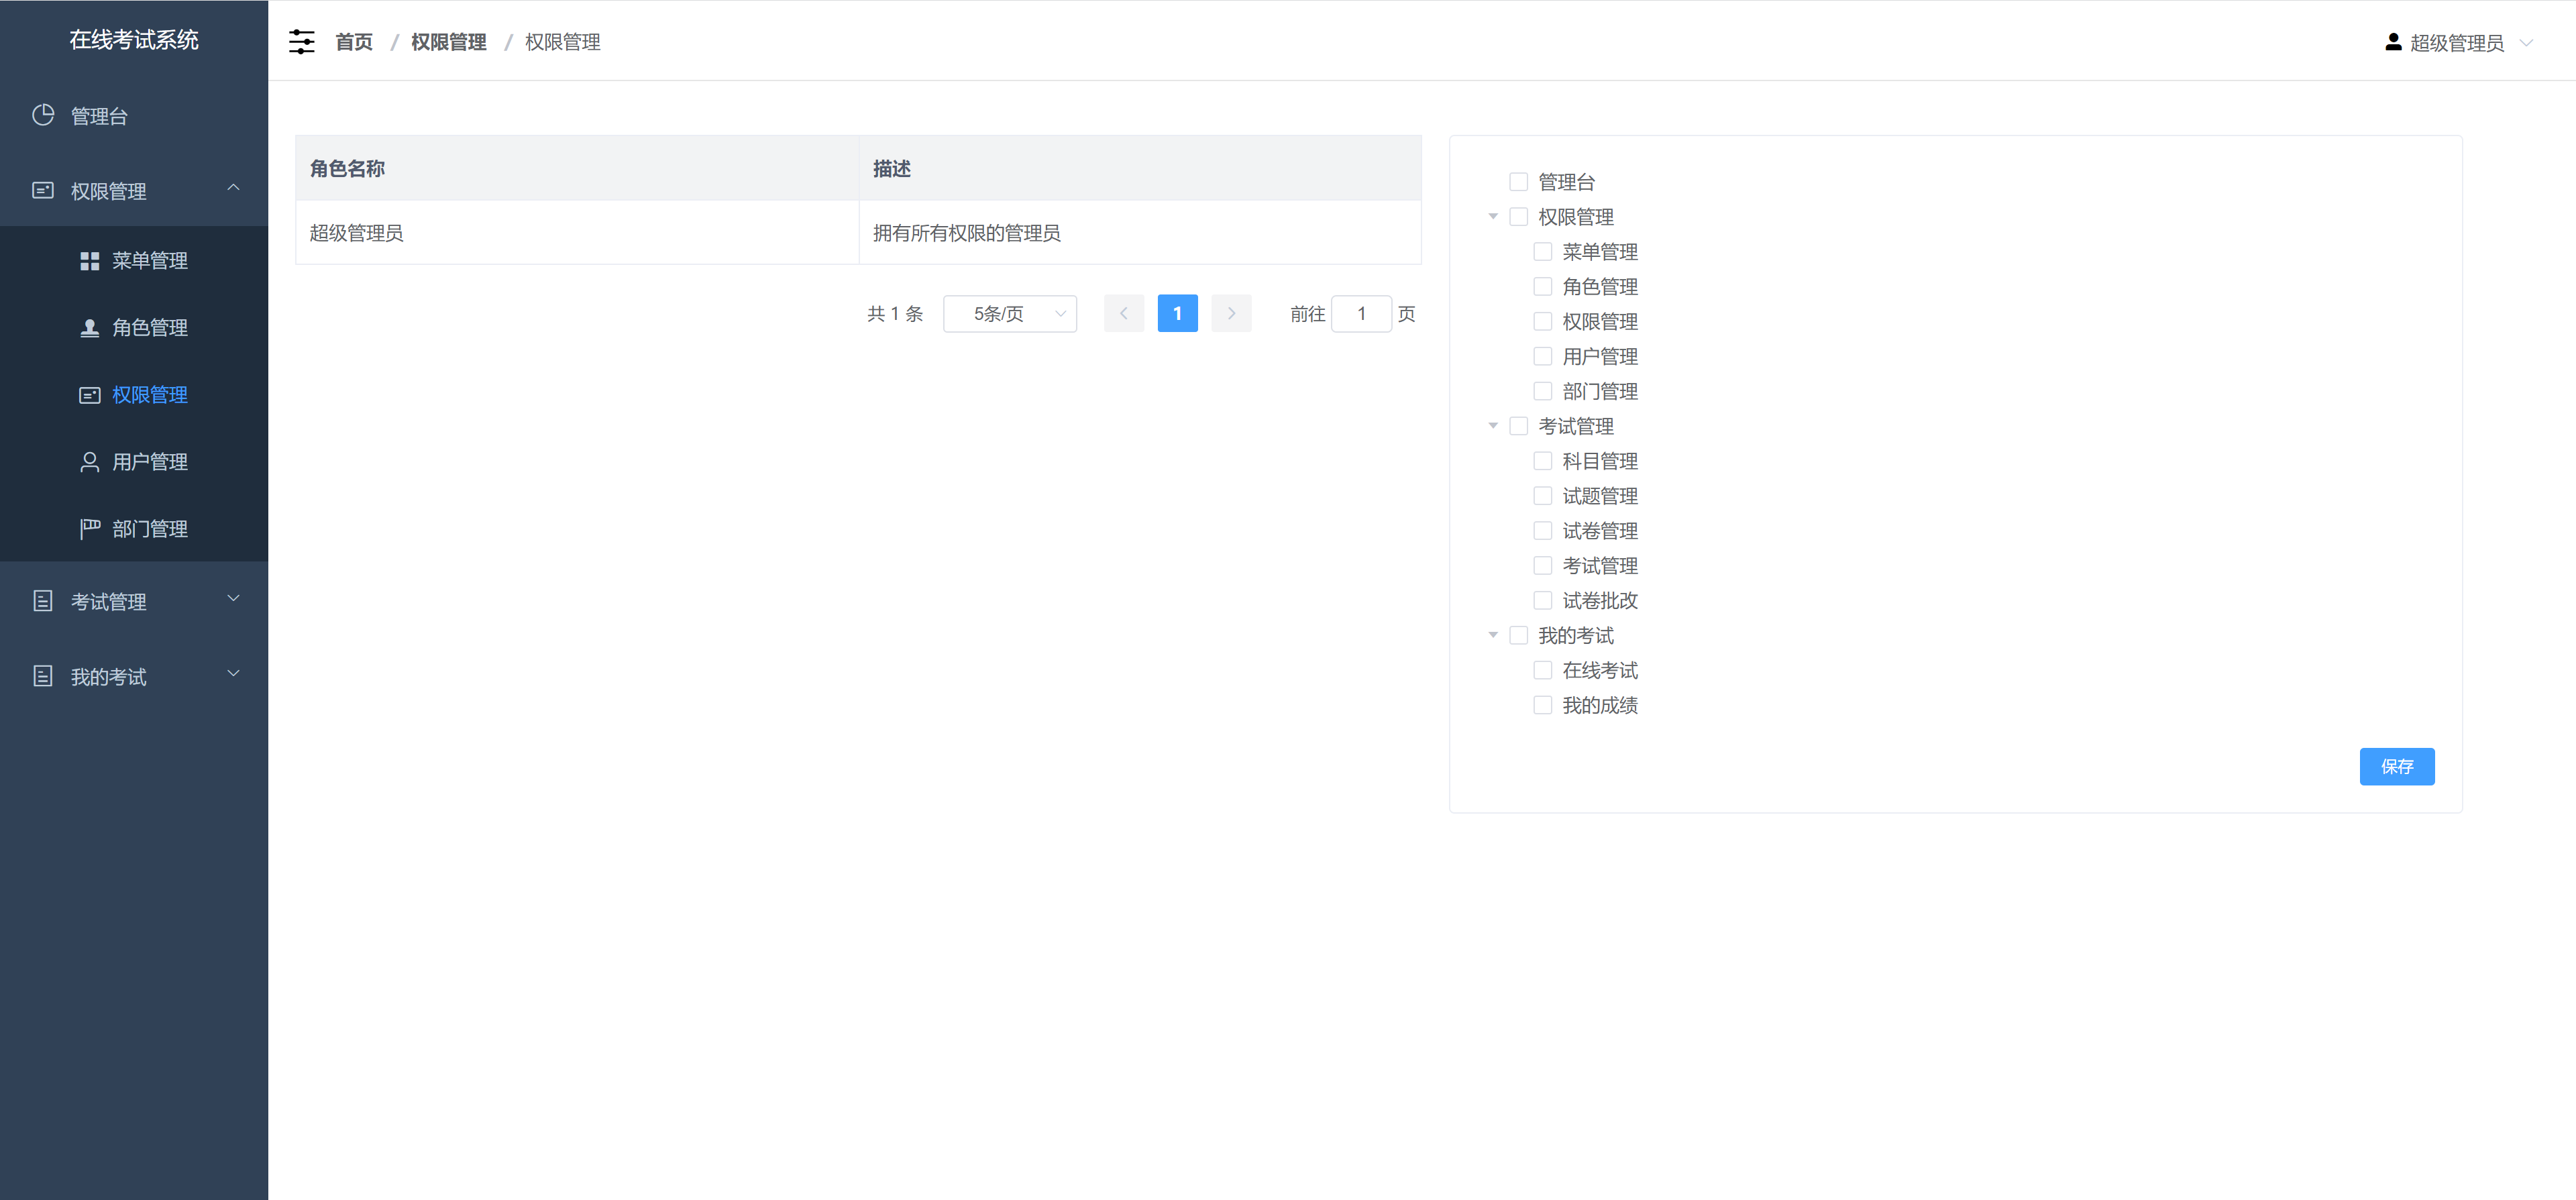 在线考试系统
管理台
权限管理
菜单管理
角色管理
权限管理
用户管理
部门管理
考试管理
我的考试
首页 / 权限管理 / 权限管理
超级管理员
角色名称 描述
超级管理员 拥有所有权限的管理员
共 1 条 5条/页 1 前往 1 页
管理台
权限管理
菜单管理
角色管理
权限管理
用户管理
部门管理
考试管理
科目管理
试题管理
试卷管理
考试管理
试卷批改
我的考试
在线考试
我的成绩
保存